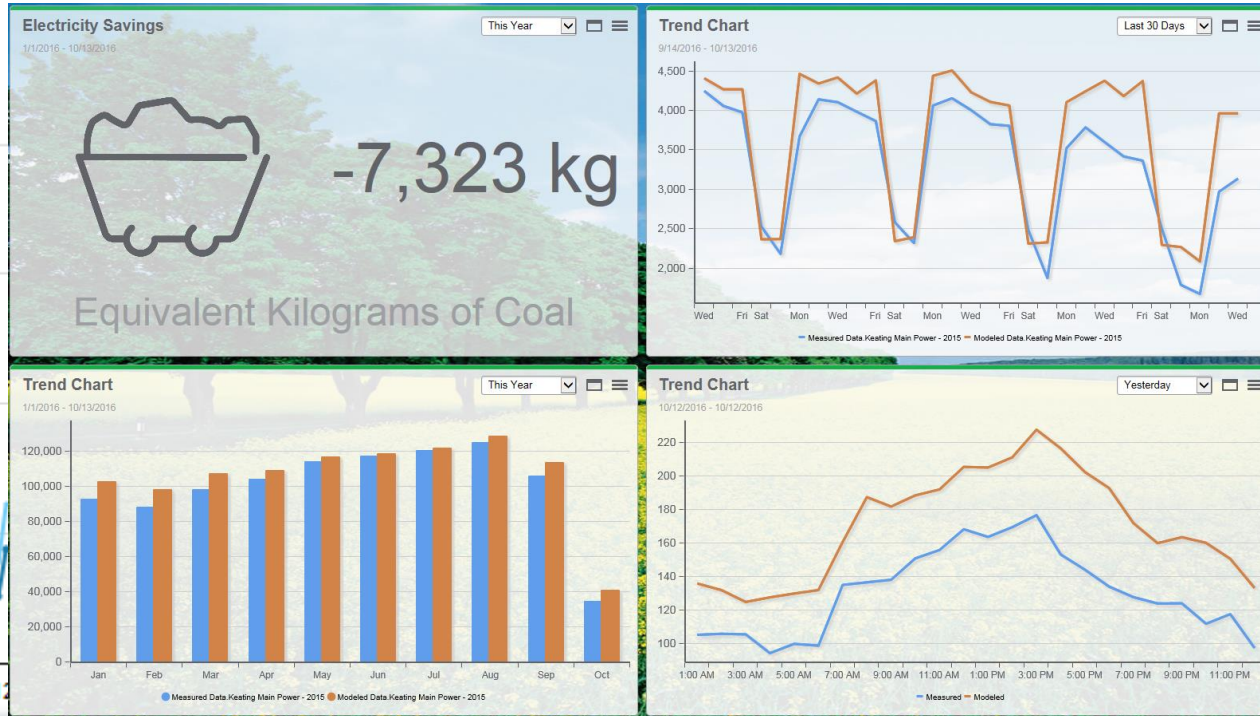 Electricity Savings
This Year
1/1/2016 - 10/13/2016
-7,323 kg
Equivalent Kilograms of Coal
Trend Chart
Last 30 Days
9/14/2016 - 10/13/2016
4,500
4,000
3,500
3,000
2,500
2,000
Wed Fri Sat Mon Wed Fri Sat Mon Wed Fri Sat Mon Wed Fri Sat Mon Wed
Measured Data.Keating Main Power - 2015 Modeled Data.Keating Main Power - 2015
Trend Chart
This Year
1/1/2016 - 10/13/2016
120,000
100,000
80,000
60,000
40,000
20,000
0
Jan Feb Mar Apr May Jun Jul Aug Sep Oct
Measured Data.Keating Main Power - 2015 Modeled Data.Keating Main Power - 2015
Trend Chart
Yesterday
10/12/2016 - 10/12/2016
220
200
180
160
140
120
100
1:00 AM 3:00 AM 5:00 AM 7:00 AM 9:00 AM 11:00 AM 1:00 PM 3:00 PM 5:00 PM 7:00 PM 9:00 PM 11:00 PM
Measured Modeled